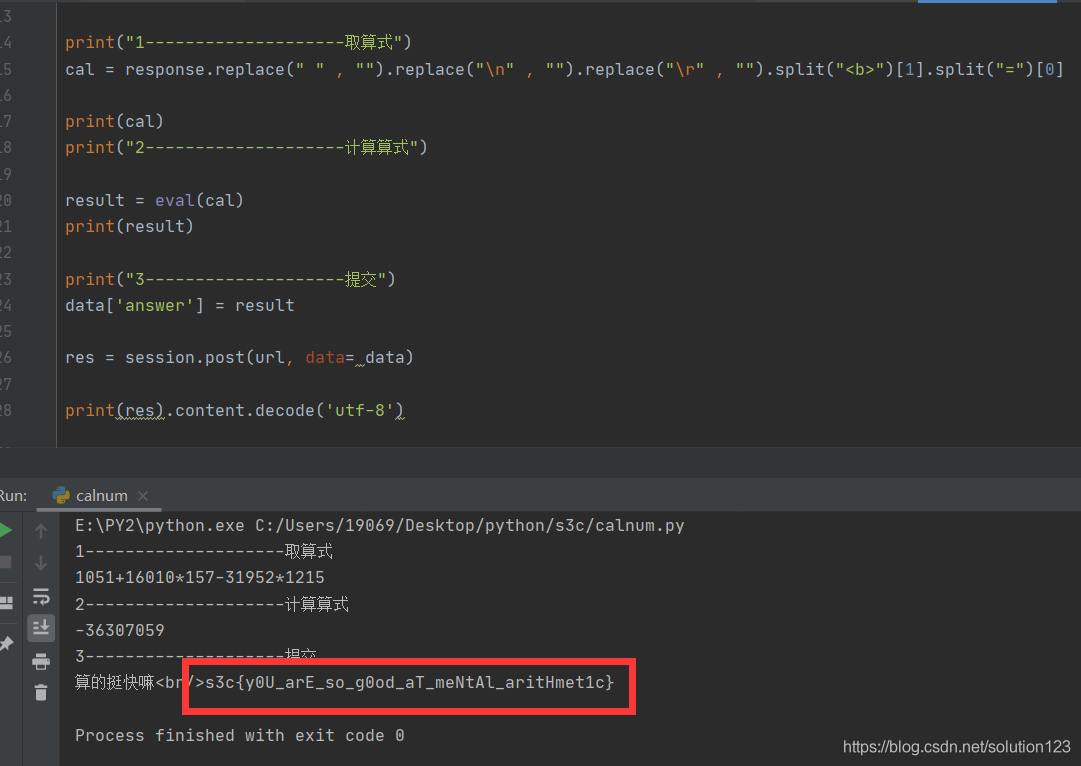 13
14 print("1--------------------取算式")
15 cal = response.replace(" " , "").replace("\n" , "").replace("\r" , "").split("<b>")[1].split("=")[0]
16
17 print(cal)
18 print("2--------------------计算算式")
19
20 result = eval(cal)
21 print(result)
22
23 print("3--------------------提交")
24 data['answer'] = result
25
26 res = session.post(url, data= data)
27
28 print(res).content.decode('utf-8')
Run: calnum
E:\PY2\python.exe C:/Users/19069/Desktop/python/s3c/calnum.py
1--------------------取算式
1051+16010*157-31952*1215
2--------------------计算算式
-36307059
3--------------------提交
算的挺快嘛<br/>s3c{y0U_arE_so_g0od_aT_meNtAl_aritHmet1c}
Process finished with exit code 0
https://blog.csdn.net/solution123